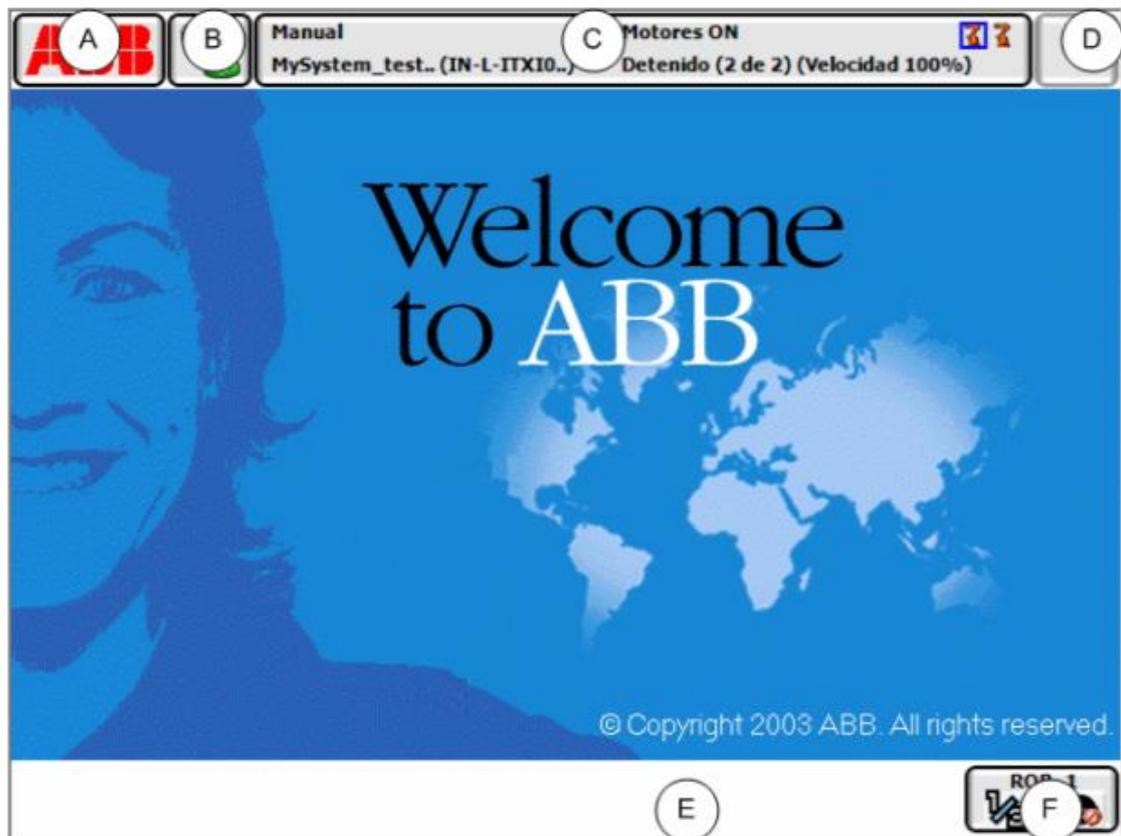 ABB
A
B
C
D
Manual
Motores ON
MySystem_test.. (IN-L-ITXI0..)
Detenido (2 de 2) (Velocidad 100%)
Welcome
to ABB
© Copyright 2003 ABB. All rights reserved.
E
F